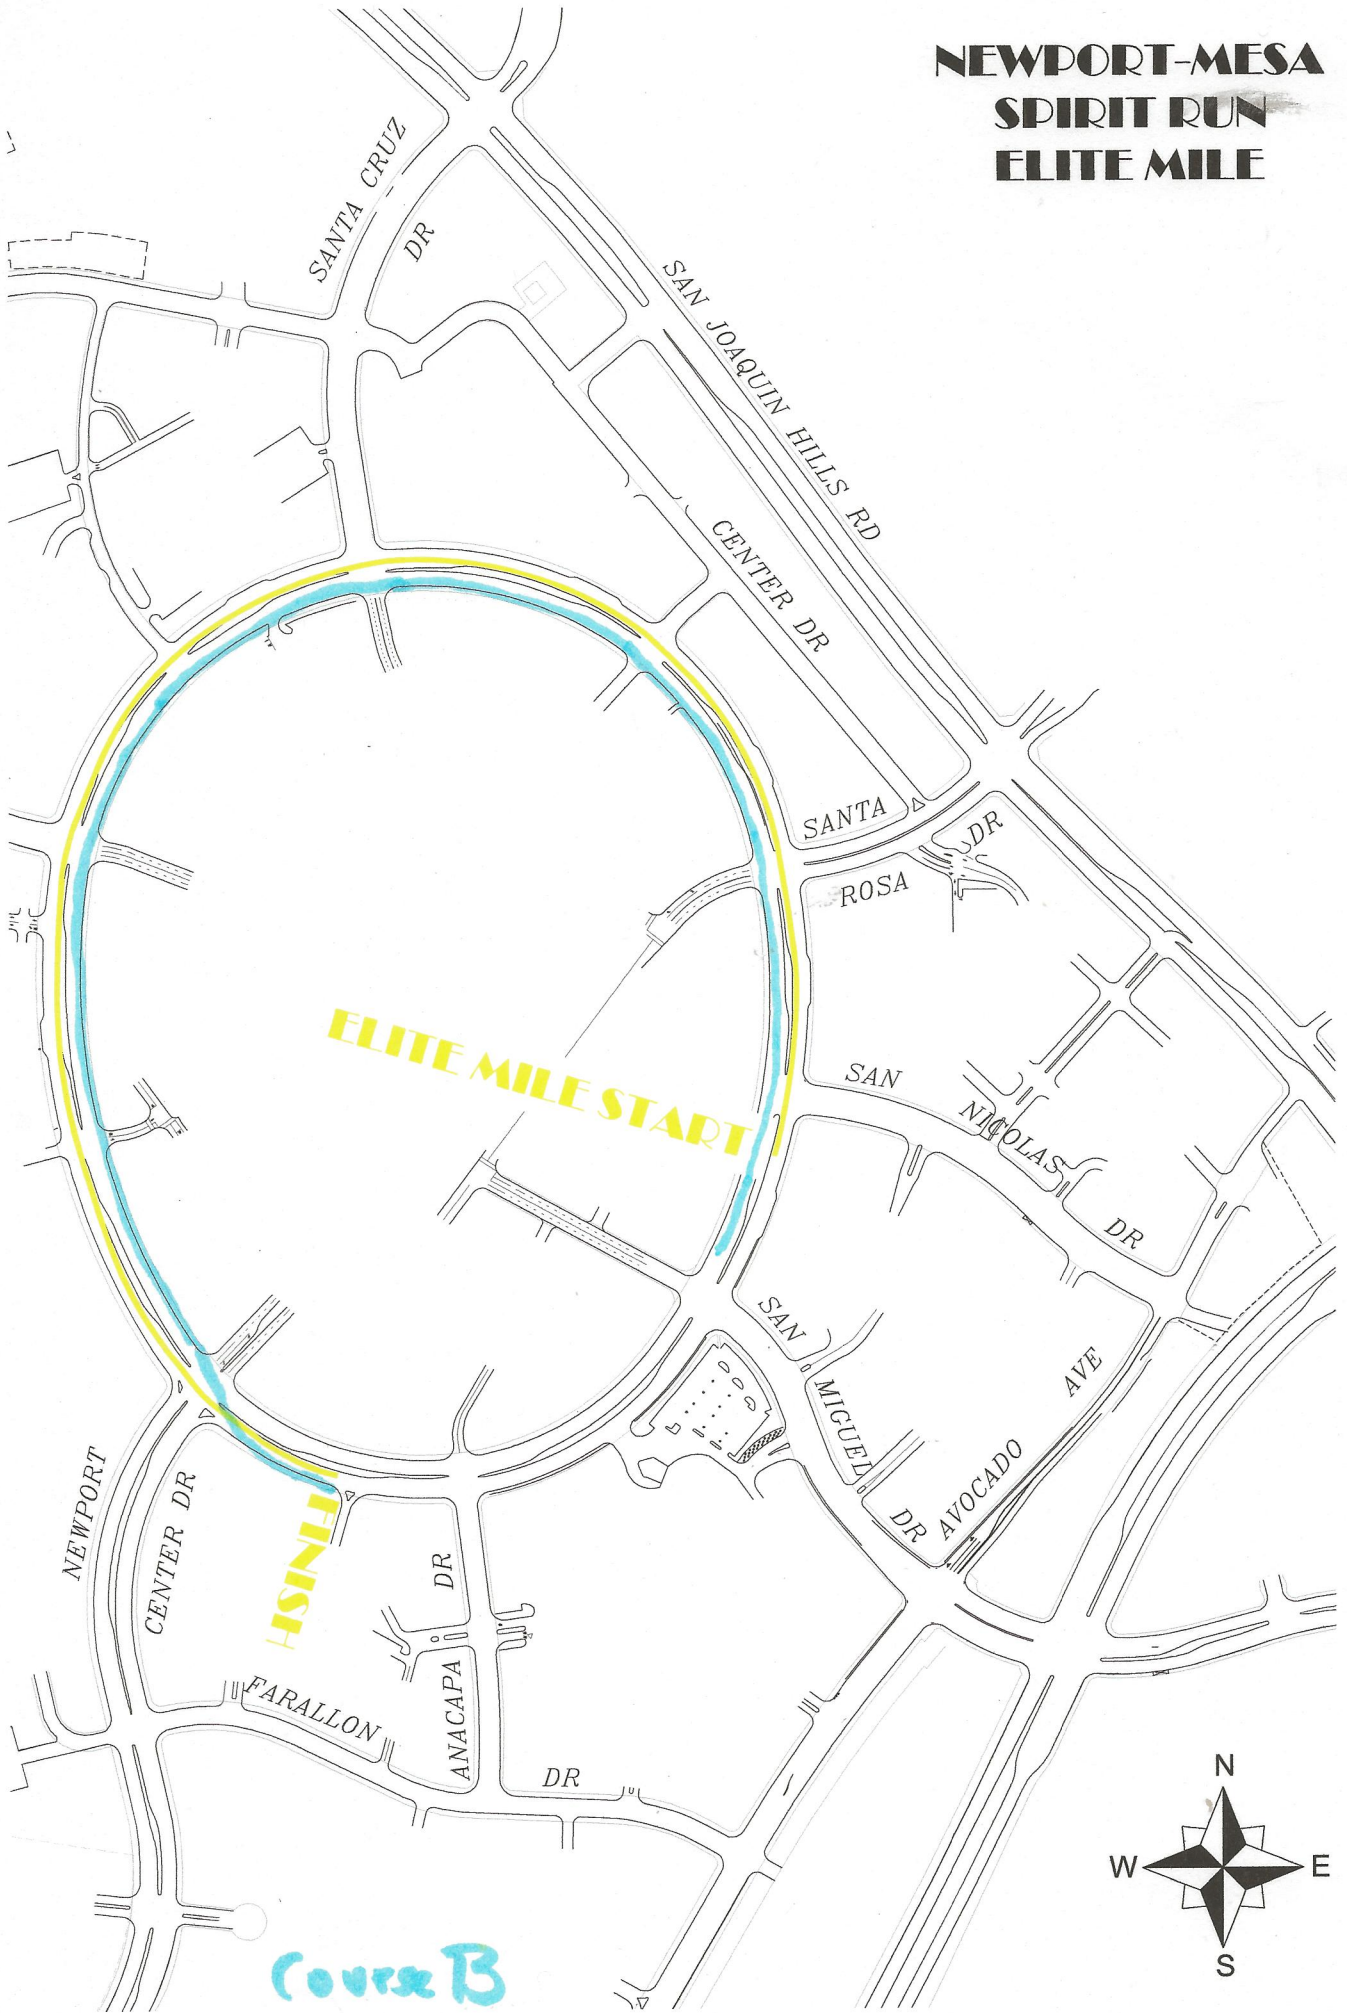 NEWPORT-MESA
SPIRIT RUN
ELITE MILE
SANTA CRUZ
DR
SAN JOAQUIN HILLS RD
CENTER DR
SANTA
ROSA
DR
ELITE MILE START
SAN
NICOLAS
DR
SAN
MIGUEL
DR
AVOCADO
AVE
NEWPORT
CENTER DR
FINISH
DR
ANACAPA
FARALLON
DR
N
W
E
S
Course B